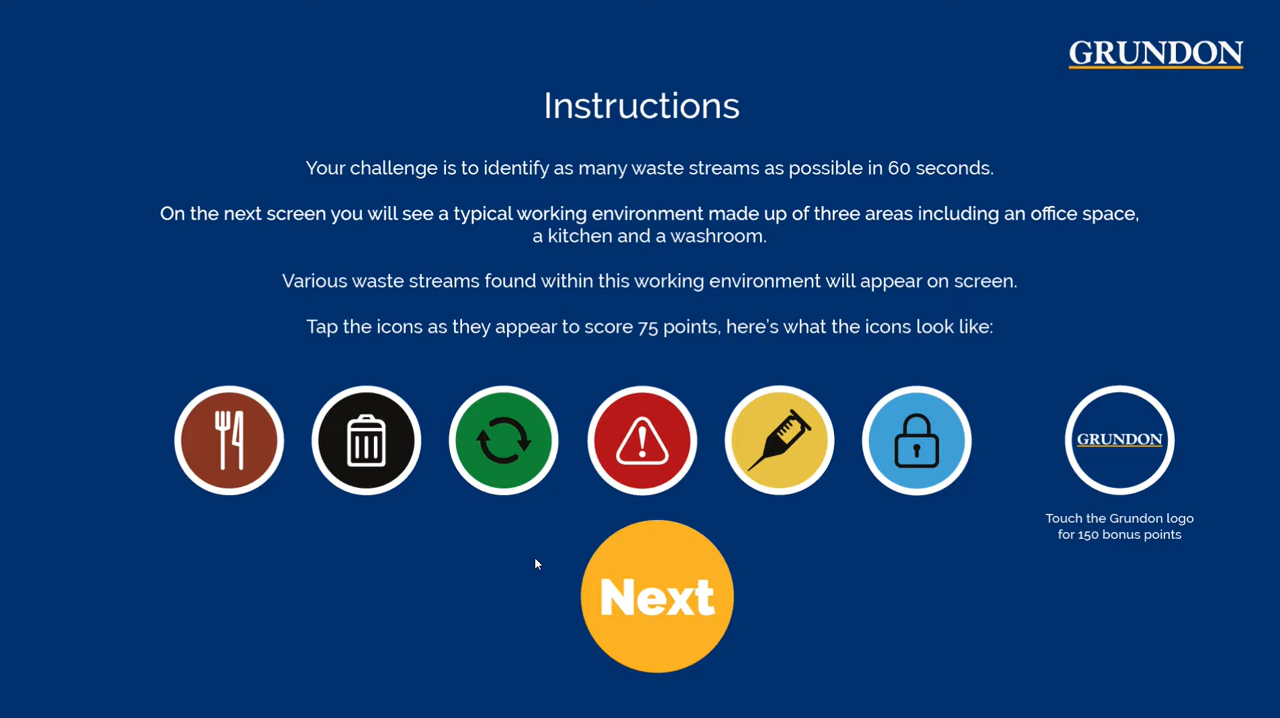 GRUNDON
Instructions
Your challenge is to identify as many waste streams as possible in 60 seconds.
On the next screen you will see a typical working environment made up of three areas including an office space,
a kitchen and a washroom.
Various waste streams found within this working environment will appear on screen.
Tap the icons as they appear to score 75 points, here's what the icons look like:
GRUNDON
Touch the Grundon logo
for 150 bonus points
Next